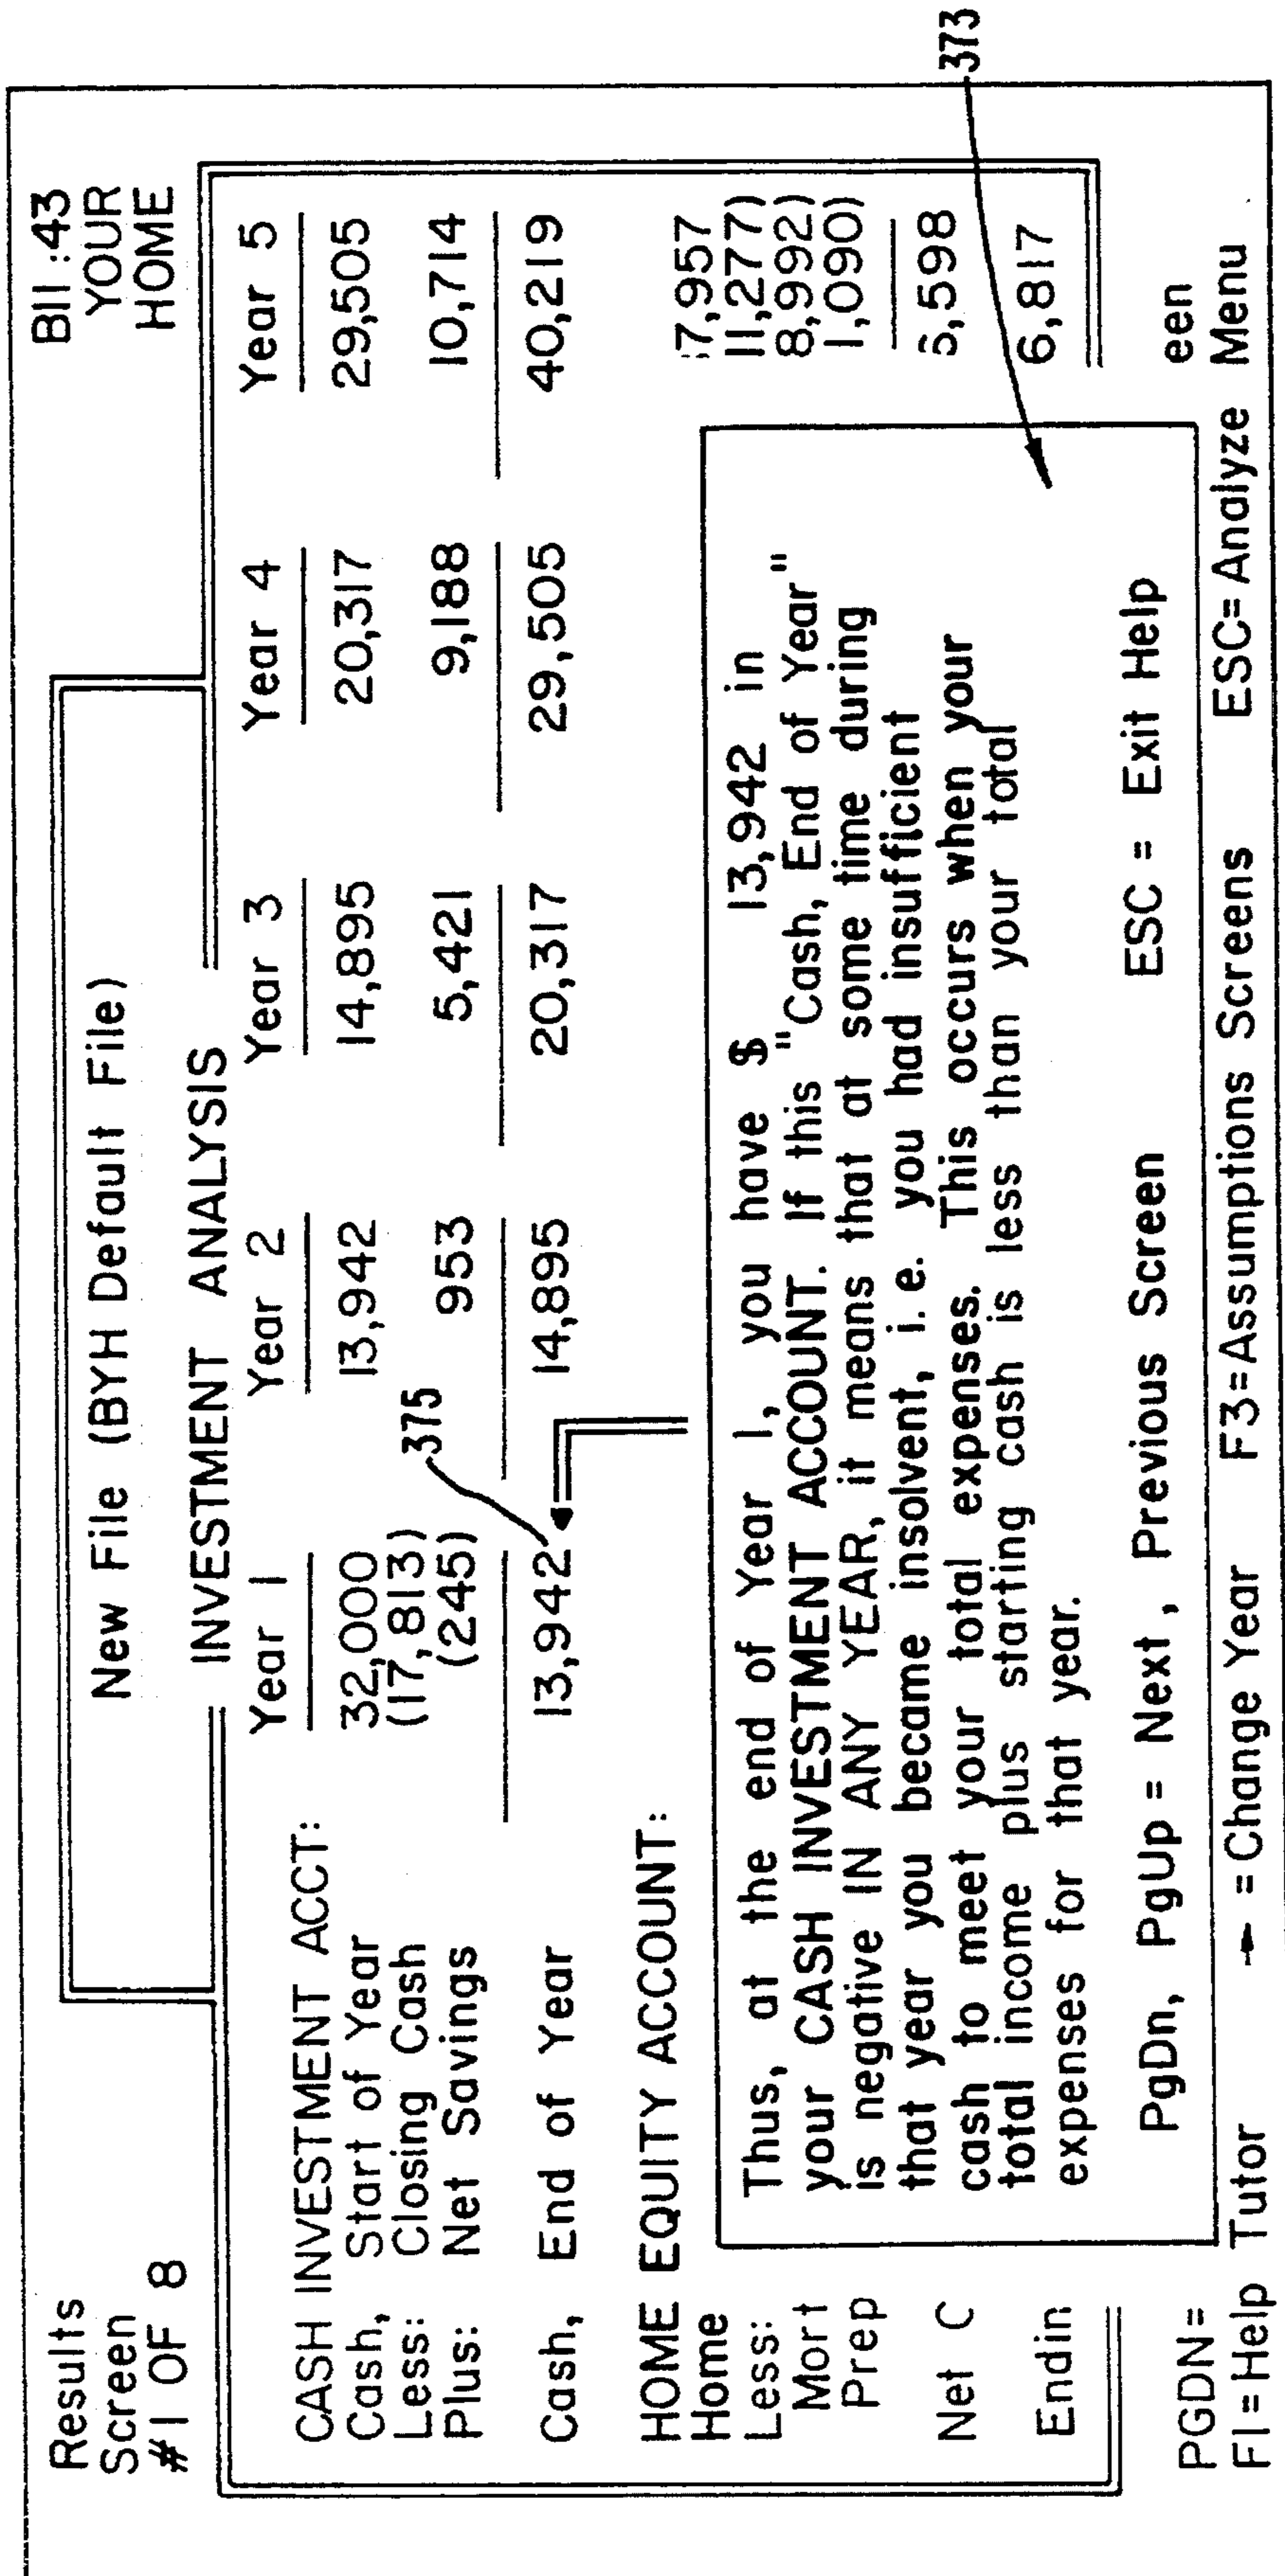 Results
Screen
#1 OF 8
New File (BYH Default File)
BII:43
YOUR
HOME
INVESTMENT ANALYSIS
Year 1 Year 2 Year 3 Year 4 Year 5
CASH INVESTMENT ACCT:
Cash, Start of Year 32,000 13,942 14,895 20,317 29,505
Less: Closing Cash (17,813)
Plus: Net Savings (245) 953 5,421 9,188 10,714
375
Cash, End of Year 13,942 14,895 20,317 29,505 40,219
HOME EQUITY ACCOUNT:
Home 7,957
Less: 11,277)
Mort 8,992)
Prep 1,090)
Net C 5,598
Endin 6,817
Thus, at the end of Year 1, you have $ 13,942 in
your CASH INVESTMENT ACCOUNT. If this "Cash, End of Year"
is negative IN ANY YEAR, it means that at some time during
that year you became insolvent, i.e. you had insufficient
cash to meet your total expenses. This occurs when your
total income plus starting cash is less than your total
expenses for that year.
PgDn, PgUp = Next, Previous Screen ESC = Exit Help
373
PGDN= een
F1=Help Tutor → =Change Year F3=Assumptions Screens ESC=Analyze Menu